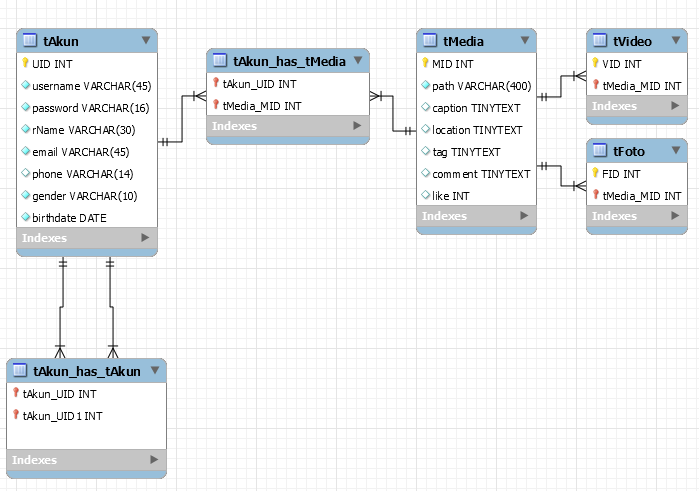 tAkun
UID INT
username VARCHAR(45)
password VARCHAR(16)
rName VARCHAR(30)
email VARCHAR(45)
phone VARCHAR(14)
gender VARCHAR(10)
birthdate DATE
Indexes
tAkun_has_tMedia
tAkun_UID INT
tMedia_MID INT
Indexes
tMedia
MID INT
path VARCHAR(400)
caption TINYTEXT
location TINYTEXT
tag TINYTEXT
comment TINYTEXT
like INT
Indexes
tVideo
VID INT
tMedia_MID INT
Indexes
tFoto
FID INT
tMedia_MID INT
Indexes
tAkun_has_tAkun
tAkun_UID INT
tAkun_UID1 INT
Indexes